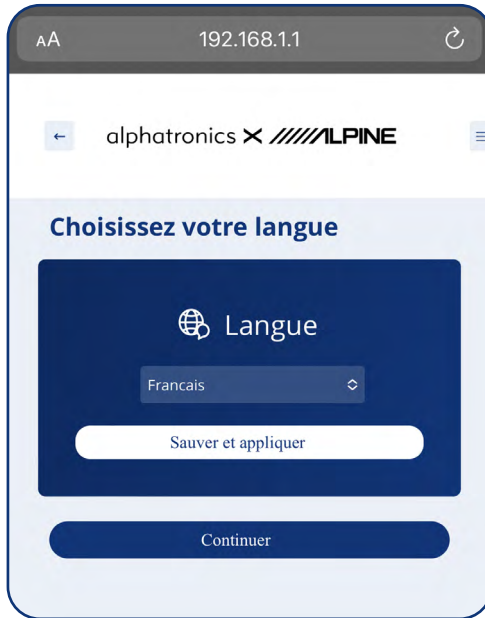 AA 192.168.1.1
alphatronics X ALPINE
Choisissez votre langue
Langue
Francais
Sauver et appliquer
Continuer